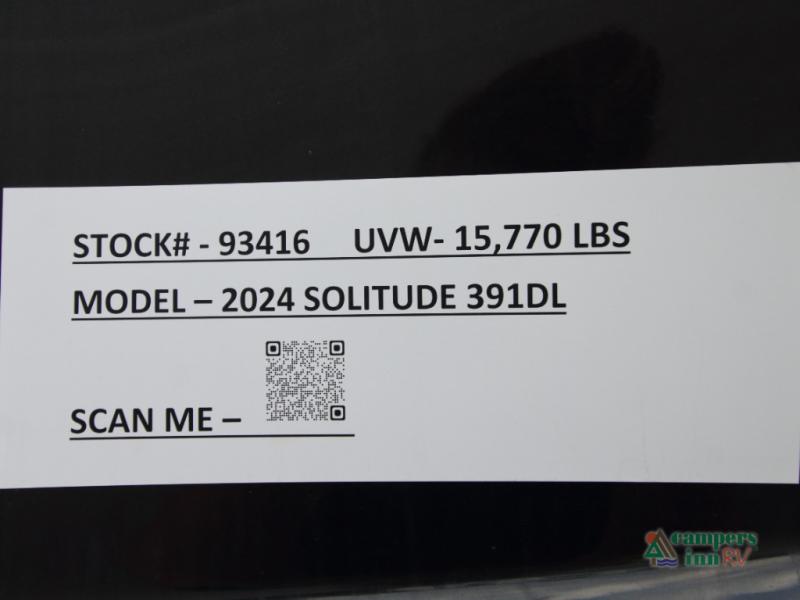 STOCK# - 93416 UVW- 15,770 LBS
MODEL – 2024 SOLITUDE 391DL
SCAN ME –
campers
inn RV